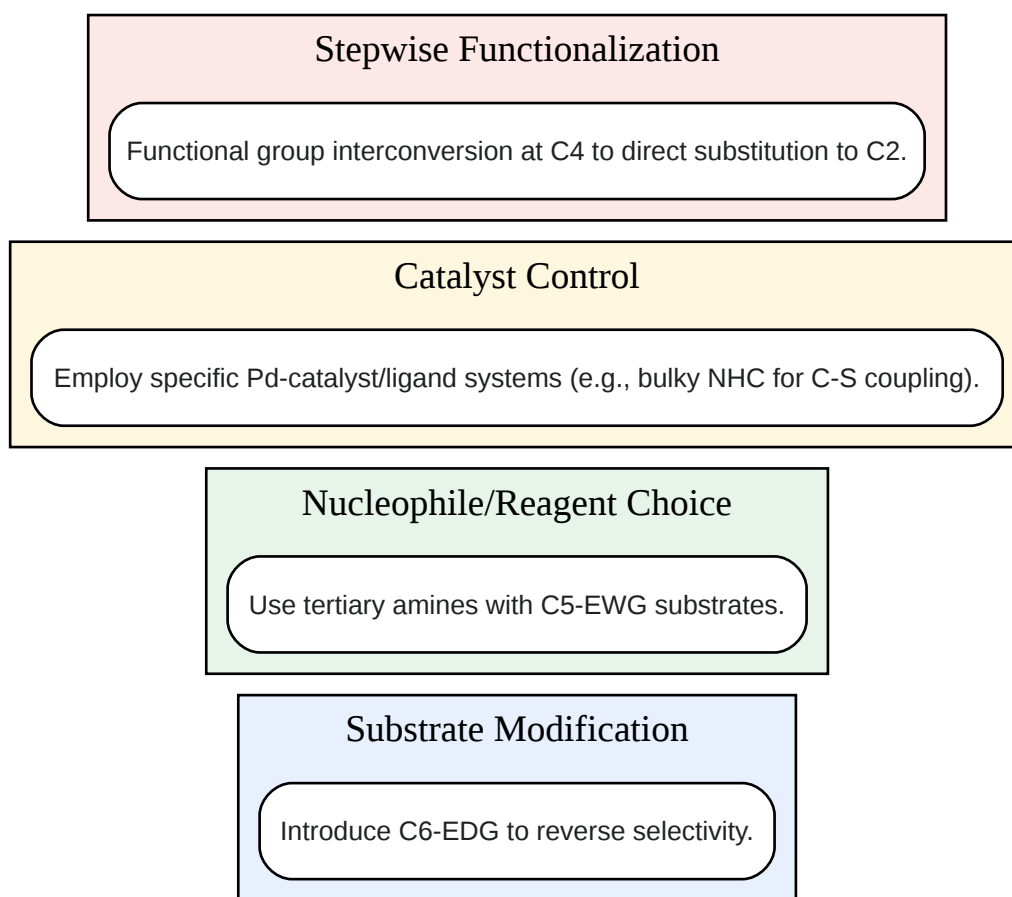 Stepwise Functionalization
Functional group interconversion at C4 to direct substitution to C2.
Catalyst Control
Employ specific Pd-catalyst/ligand systems (e.g., bulky NHC for C-S coupling).
Nucleophile/Reagent Choice
Use tertiary amines with C5-EWG substrates.
Substrate Modification
Introduce C6-EDG to reverse selectivity.